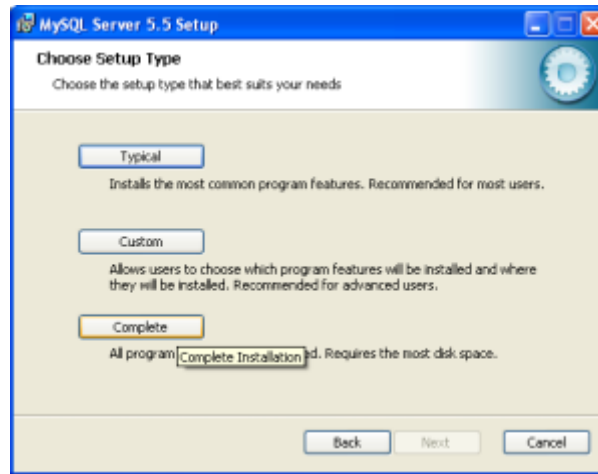 MySQL Server 5.5 Setup
Choose Setup Type
Choose the setup type that best suits your needs
Typical
Installs the most common program features. Recommended for most users.
Custom
Allows users to choose which program features will be installed and where
they will be installed. Recommended for advanced users.
Complete
All program Complete Installation ed. Requires the most disk space.
Back Next Cancel